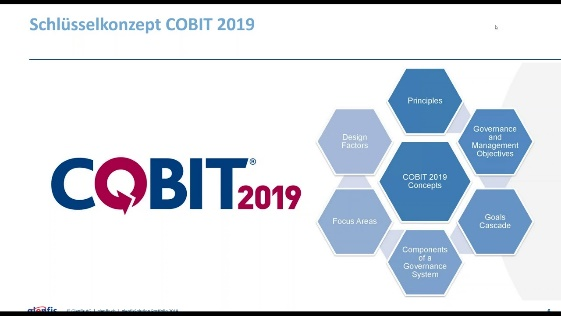 Schlüsselkonzept COBIT 2019
COBIT®
2019
Principles
Governance
and
Management
Objectives
Goals
Cascade
Components
of a
Governance
System
Focus Areas
Design
Factors
COBIT 2019
Concepts
glenfis